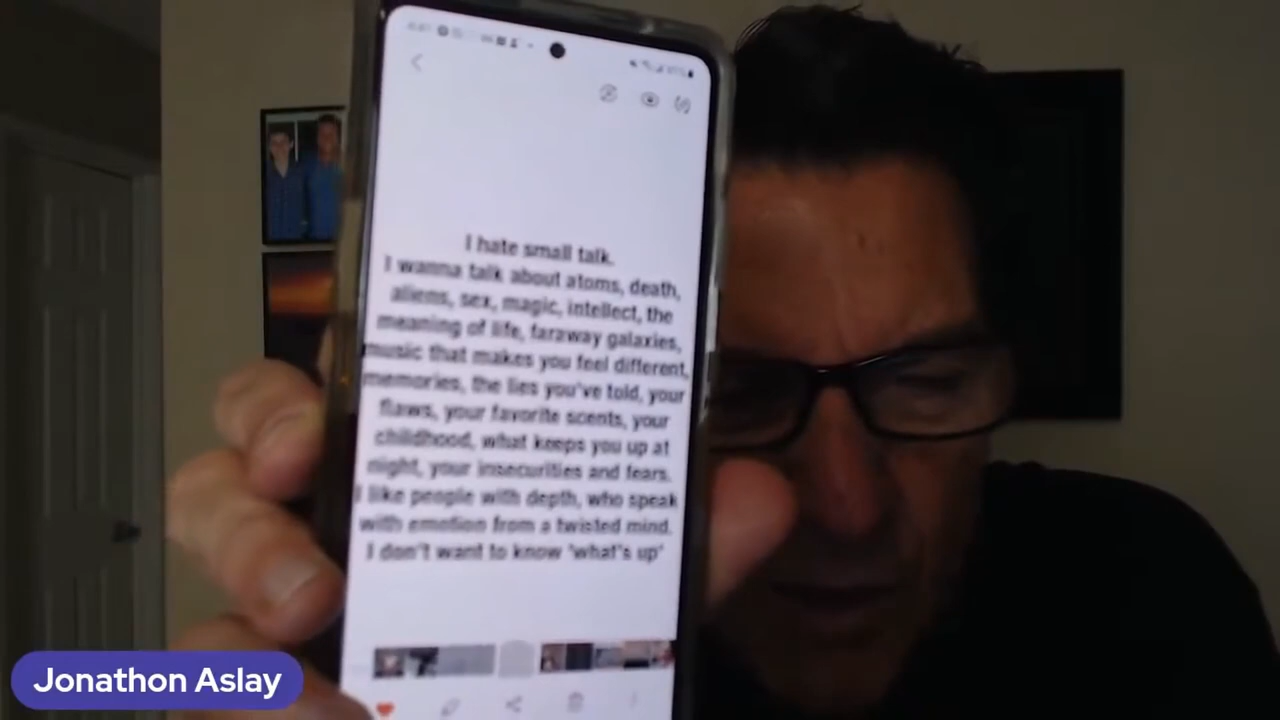 I hate small talk.
I wanna talk about atoms, death,
aliens, sex, magic, intellect, the
meaning of life, faraway galaxies,
music that makes you feel different,
memories, the lies you've told, your
flaws, your favorite scents, your
childhood, what keeps you up at
night, your insecurities and fears.
I like people with depth, who speak
with emotion from a twisted mind.
I don't want to know 'what's up'
Jonathon Aslay